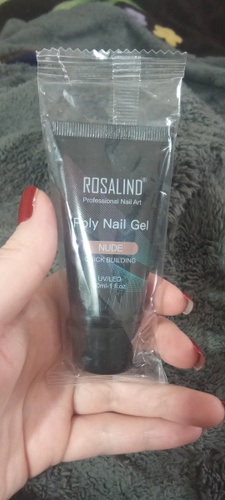 ROSALIND®
Professional Nail Art
Poly Nail Gel
NUDE
QUICK BUILDING
UV/LED